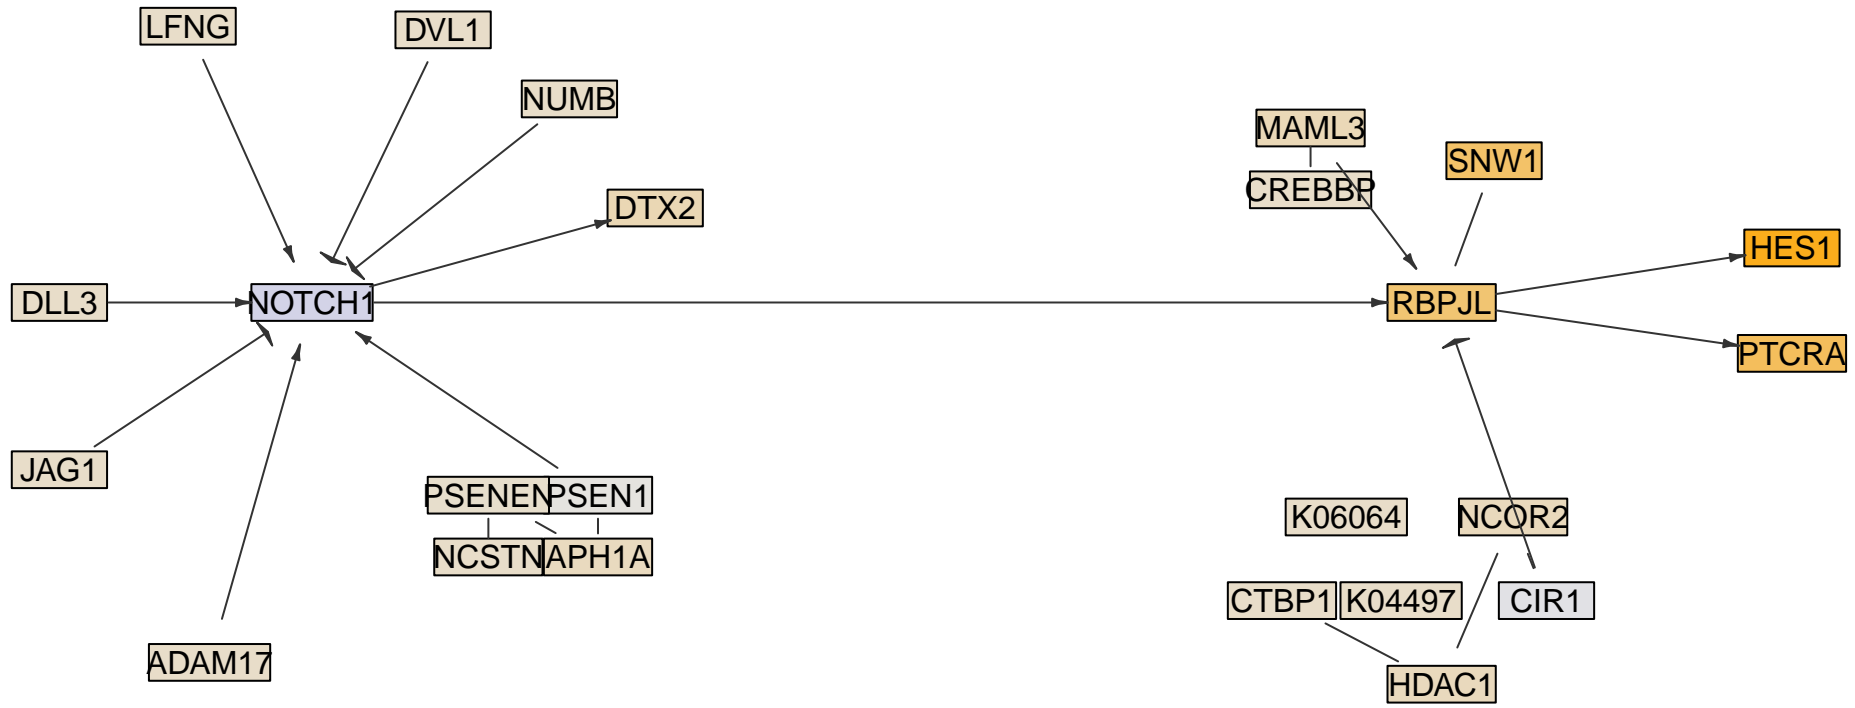 LFNG
DVL1
NUMB
MAML3
SNW1
CREBBP
DTX2
HES1
DLL3
NOTCH1
RBPJL
PTCRA
JAG1
PSENEN
PSEN1
K06064
NCOR2
NCSTN
APH1A
CTBP1
K04497
CIR1
ADAM17
HDAC1